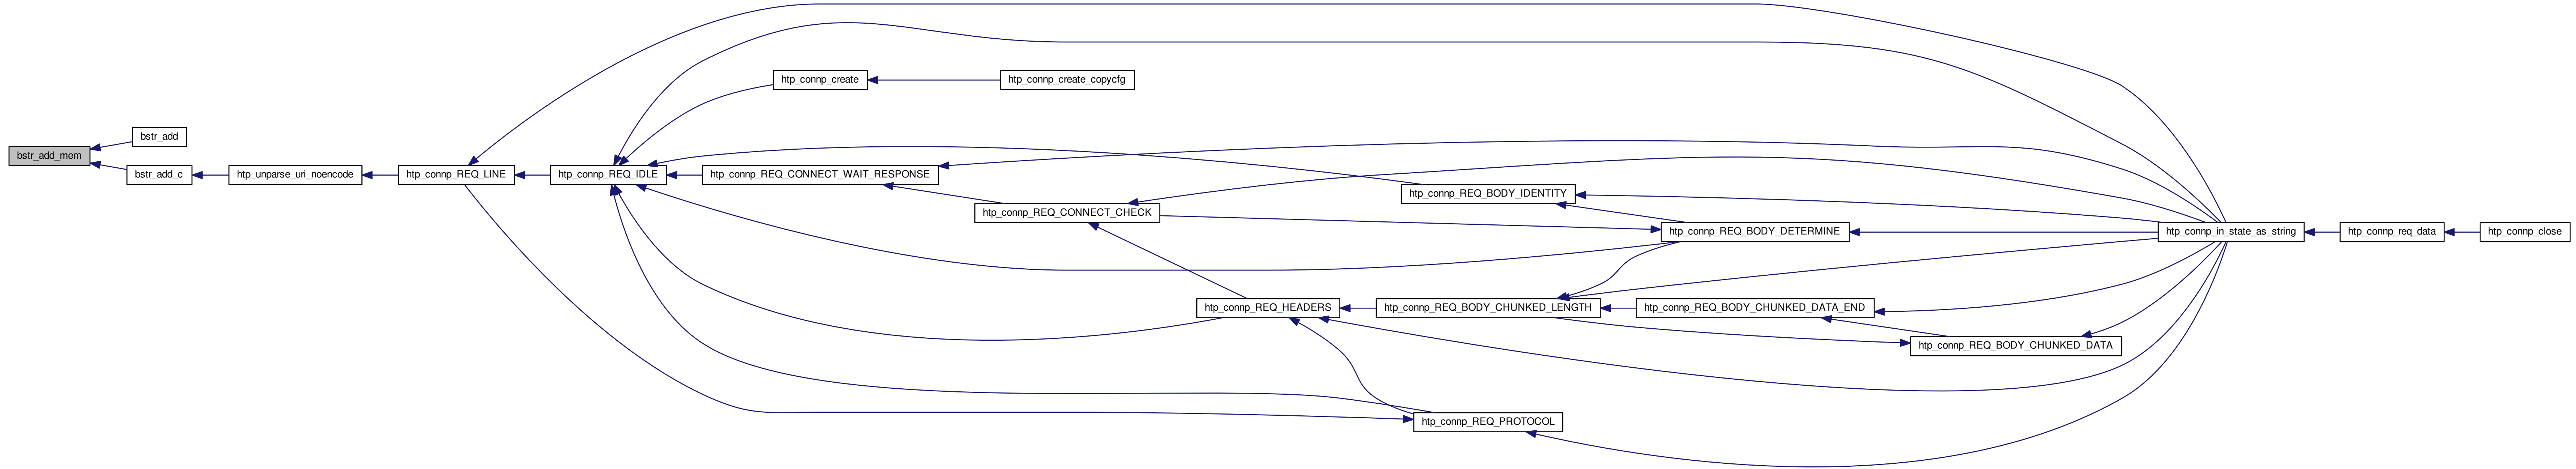 bstr_add_mem
bstr_add
bstr_add_c
htp_unparse_uri_noencode
htp_connp_REQ_LINE
htp_connp_REQ_IDLE
htp_connp_create
htp_connp_create_copycfg
htp_connp_REQ_CONNECT_WAIT_RESPONSE
htp_connp_REQ_CONNECT_CHECK
htp_connp_REQ_HEADERS
htp_connp_REQ_BODY_IDENTITY
htp_connp_REQ_BODY_CHUNKED_LENGTH
htp_connp_REQ_PROTOCOL
htp_connp_REQ_BODY_DETERMINE
htp_connp_REQ_BODY_CHUNKED_DATA_END
htp_connp_REQ_BODY_CHUNKED_DATA
htp_connp_in_state_as_string
htp_connp_req_data
htp_connp_close